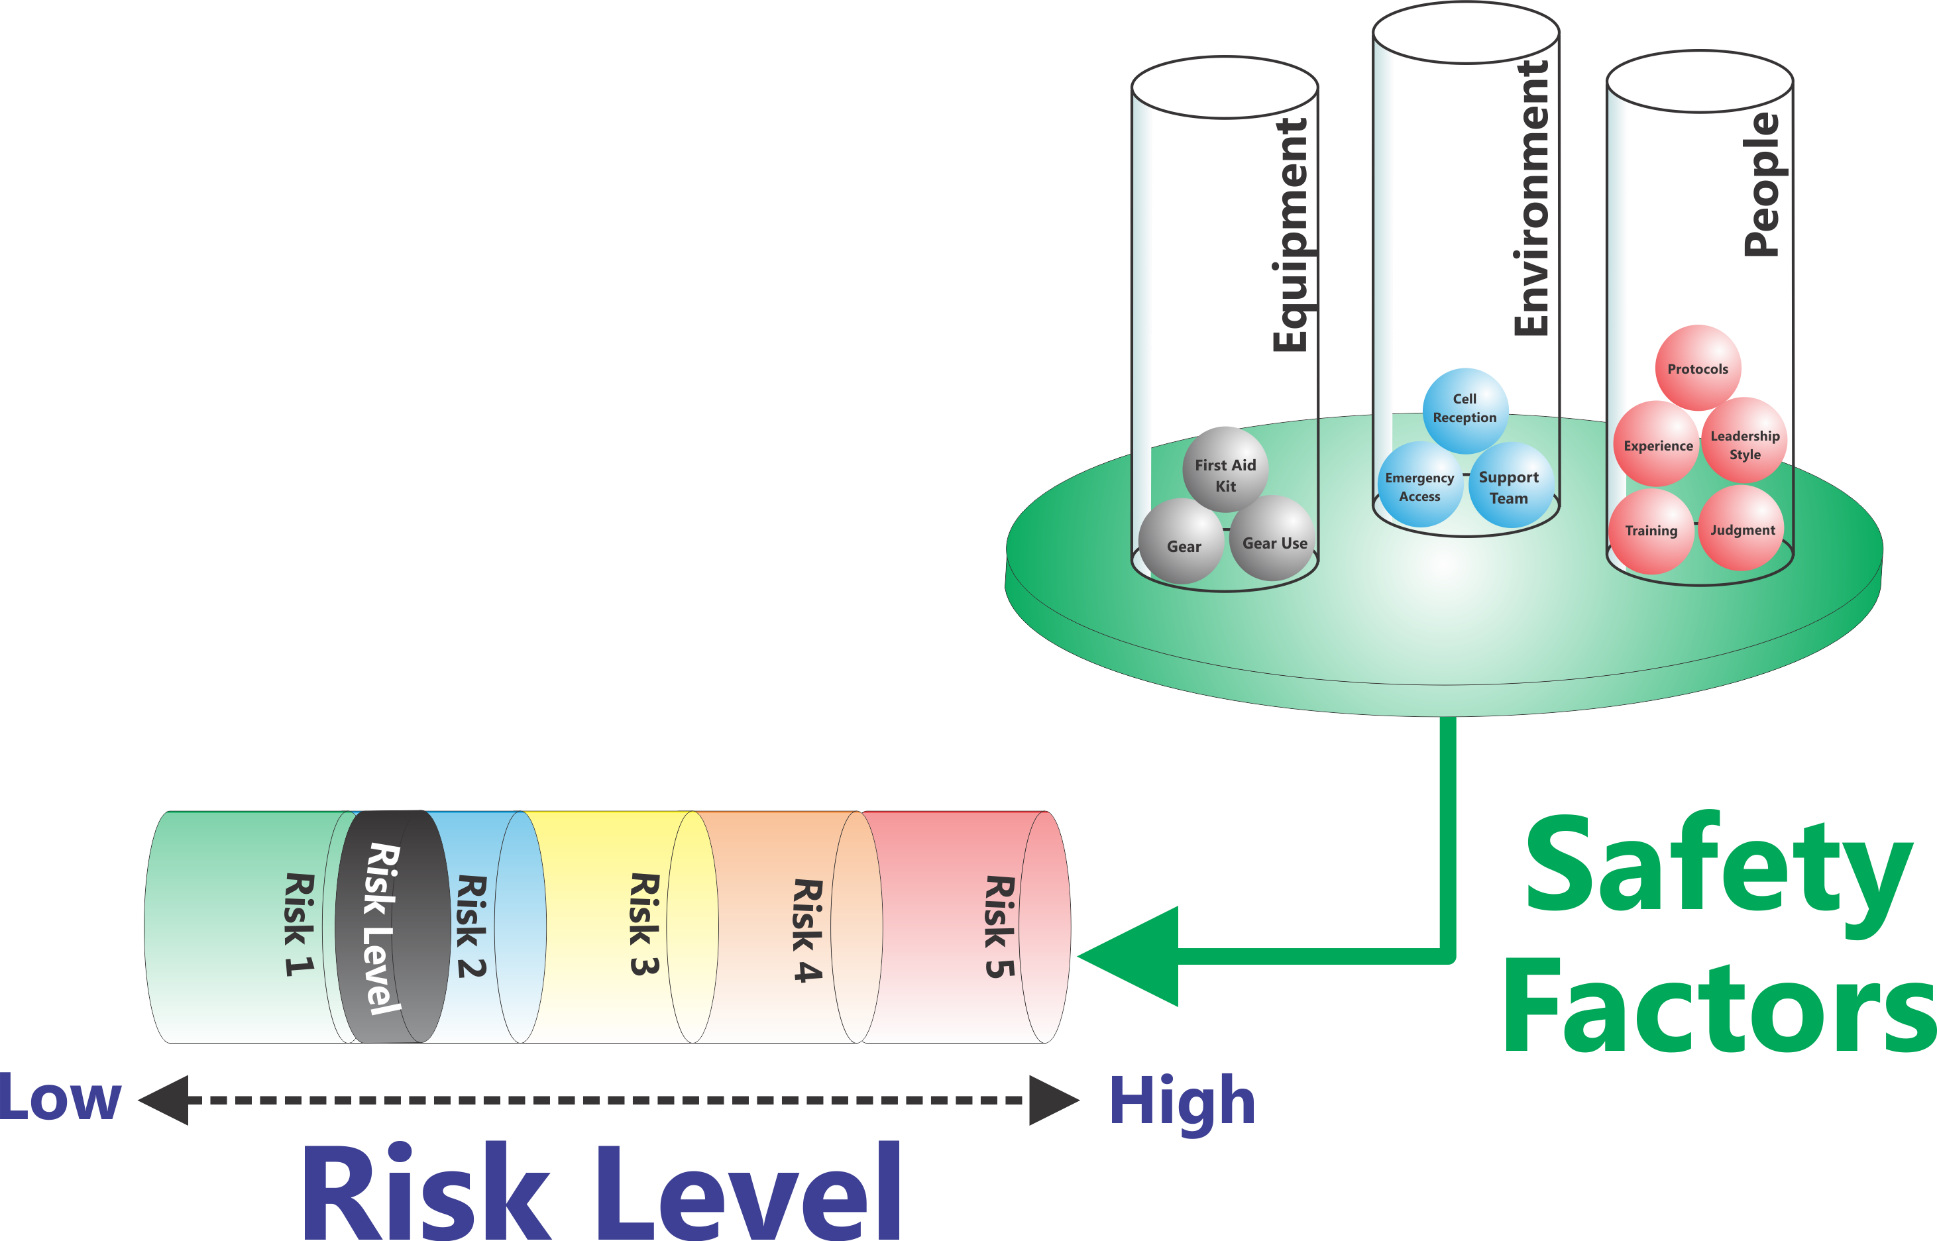 Equipment
Environment
People
First Aid
Kit
Gear
Gear Use
Cell
Reception
Emergency
Access
Support
Team
Protocols
Experience
Leadership
Style
Training
Judgment
Safety
Factors
Risk 1
Risk Level
Risk 2
Risk 3
Risk 4
Risk 5
Low
High
Risk Level